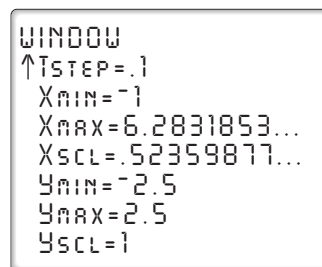 WINDOW
↑TSTEP=.1
Xmin=⁻1
Xmax=6.2831853...
Xscl=.52359877...
Ymin=⁻2.5
Ymax=2.5
Yscl=1